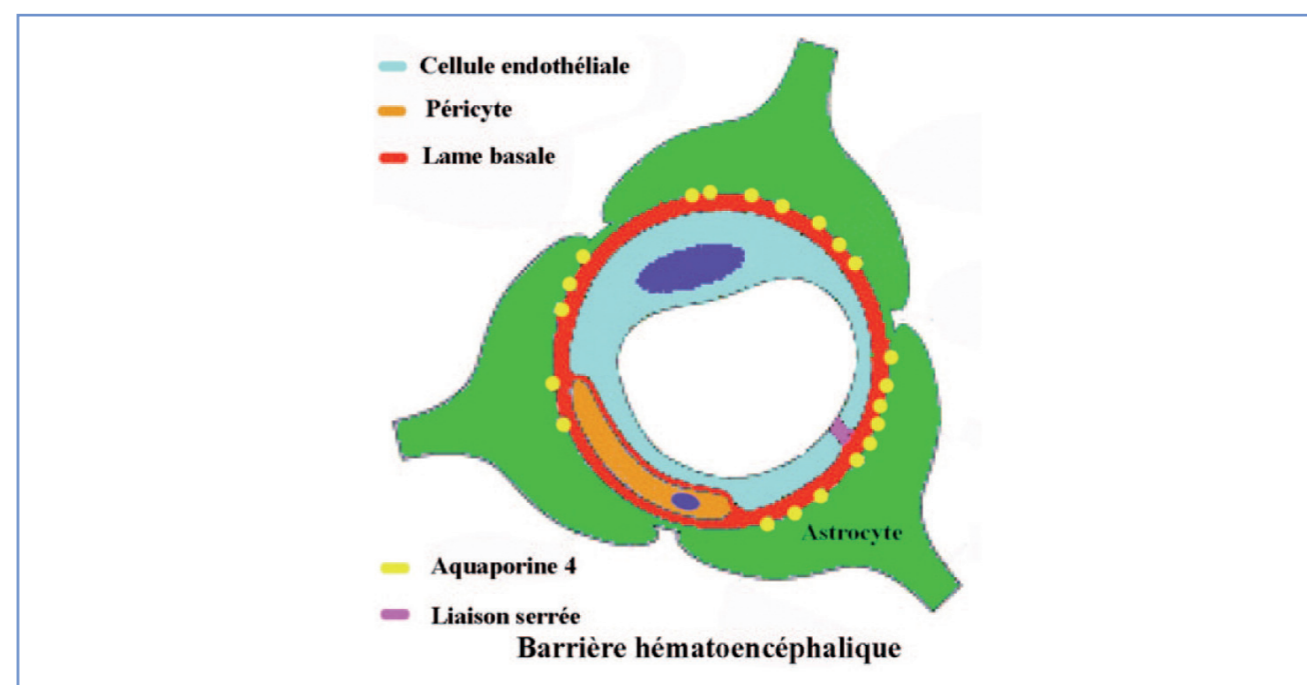 Cellule endothéliale
Péricyte
Lame basale
Astrocyte
Aquaporine 4
Liaison serrée
Barrière hématoencéphalique